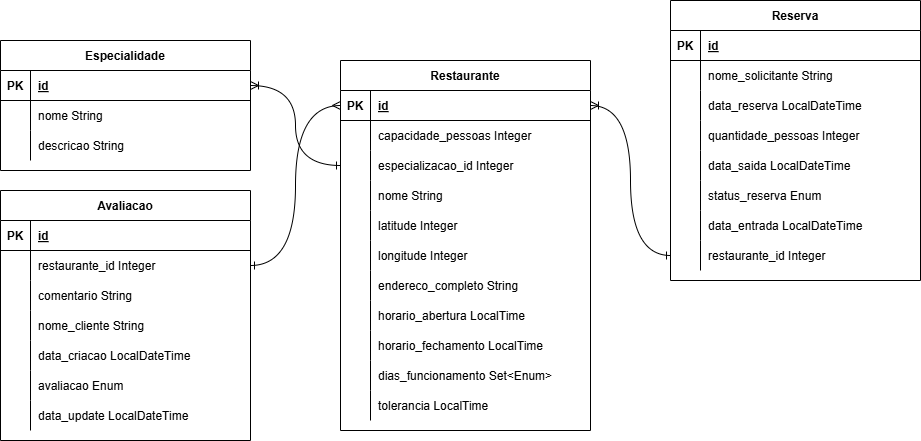 Especialidade
PK id
nome String
descricao String
Avaliacao
PK id
restaurante_id Integer
comentario String
nome_cliente String
data_criacao LocalDateTime
avaliacao Enum
data_update LocalDateTime
Restaurante
PK id
capacidade_pessoas Integer
especializacao_id Integer
nome String
latitude Integer
longitude Integer
endereco_completo String
horario_abertura LocalTime
horario_fechamento LocalTime
dias_funcionamento Set<Enum>
tolerancia LocalTime
Reserva
PK id
nome_solicitante String
data_reserva LocalDateTime
quantidade_pessoas Integer
data_saida LocalDateTime
status_reserva Enum
data_entrada LocalDateTime
restaurante_id Integer